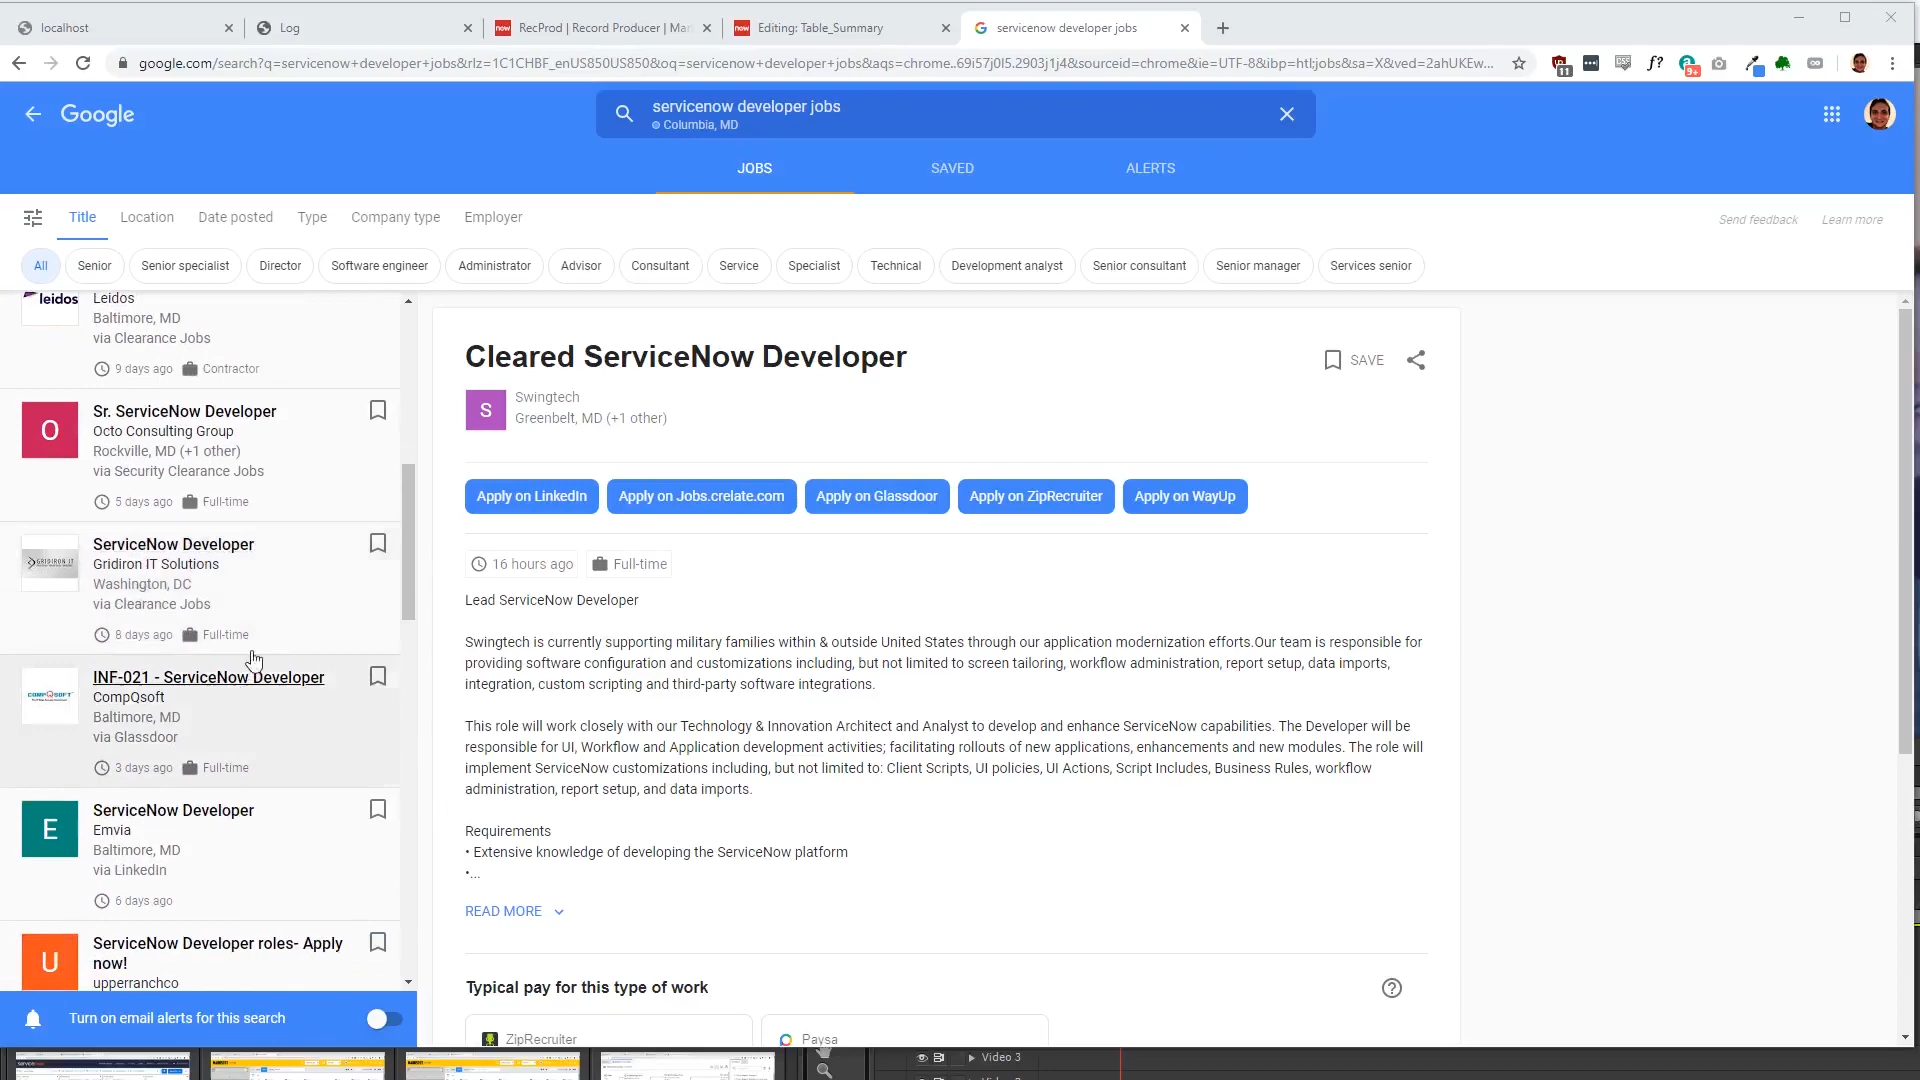 localhost
Log
now RecProd | Record Producer | Man
now Editing: Table_Summary
servicenow developer jobs
google.com/search?q=servicenow+developer+jobs&rlz=1C1CHBF_enUS850US850&oq=servicenow+developer+jobs&aqs=chrome..69i57j0l5.2903j1j4&sourceid=chrome&ie=UTF-8&ibp=htl;jobs&sa=X&ved=2ahUKEw...
11
CSP
f?
9+
Google
servicenow developer jobs
Columbia, MD
JOBS
SAVED
ALERTS
Title
Location
Date posted
Type
Company type
Employer
Send feedback
Learn more
All
Senior
Senior specialist
Director
Software engineer
Administrator
Advisor
Consultant
Service
Specialist
Technical
Development analyst
Senior consultant
Senior manager
Services senior
leidos
Leidos
Baltimore, MD
via Clearance Jobs
9 days ago
Contractor
O
Sr. ServiceNow Developer
Octo Consulting Group
Rockville, MD (+1 other)
via Security Clearance Jobs
5 days ago
Full-time
GRIDIRON IT
ServiceNow Developer
Gridiron IT Solutions
Washington, DC
via Clearance Jobs
8 days ago
Full-time
COMPQSOFT
INF-021 - ServiceNow Developer
CompQsoft
Baltimore, MD
via Glassdoor
3 days ago
Full-time
E
ServiceNow Developer
Emvia
Baltimore, MD
via LinkedIn
6 days ago
U
ServiceNow Developer roles- Apply
now!
upperranchco
Turn on email alerts for this search
Cleared ServiceNow Developer
SAVE
S
Swingtech
Greenbelt, MD (+1 other)
Apply on LinkedIn
Apply on Jobs.crelate.com
Apply on Glassdoor
Apply on ZipRecruiter
Apply on WayUp
16 hours ago
Full-time
Lead ServiceNow Developer
Swingtech is currently supporting military families within & outside United States through our application modernization efforts.Our team is responsible for
providing software configuration and customizations including, but not limited to screen tailoring, workflow administration, report setup, data imports,
integration, custom scripting and third-party software integrations.
This role will work closely with our Technology & Innovation Architect and Analyst to develop and enhance ServiceNow capabilities. The Developer will be
responsible for UI, Workflow and Application development activities; facilitating rollouts of new applications, enhancements and new modules. The role will
implement ServiceNow customizations including, but not limited to: Client Scripts, UI policies, UI Actions, Script Includes, Business Rules, workflow
administration, report setup, and data imports.
Requirements
• Extensive knowledge of developing the ServiceNow platform
•...
READ MORE
Typical pay for this type of work
ZipRecruiter
Paysa
Video 3